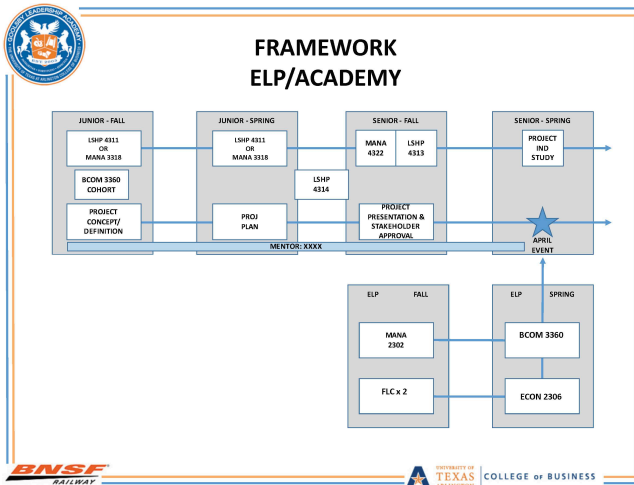 GOOLSBY LEADERSHIP ACADEMY
FRAMEWORK
ELP/ACADEMY
JUNIOR - FALL
LSHP 4311
OR
MANA 3318
BCOM 3360
COHORT
PROJECT
CONCEPT/
DEFINITION
JUNIOR - SPRING
LSHP 4311
OR
MANA 3318
LSHP
4314
PROJ
PLAN
SENIOR - FALL
MANA
4322
LSHP
4313
PROJECT
PRESENTATION &
STAKEHOLDER
APPROVAL
SENIOR - SPRING
PROJECT
IND
STUDY
APRIL
EVENT
MENTOR: XXXX
ELP FALL
MANA
2302
FLC x 2
ELP SPRING
BCOM 3360
ECON 2306
BNSF
RAILWAY
UNIVERSITY OF
TEXAS
COLLEGE OF BUSINESS